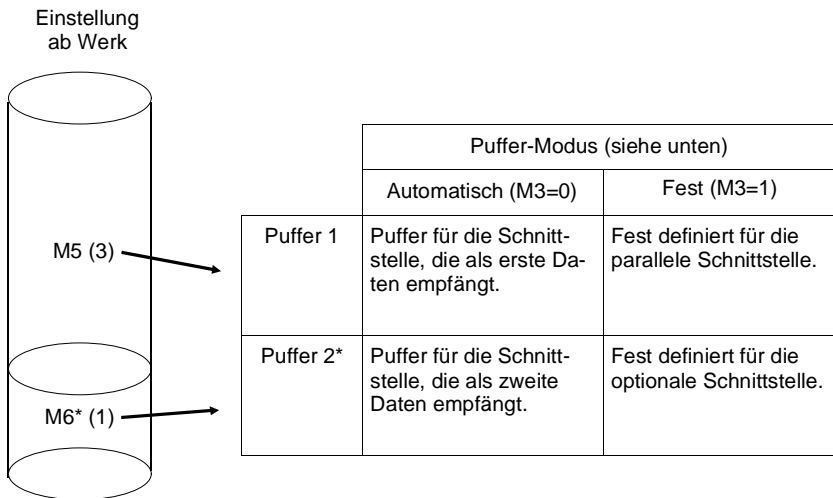 Einstellung
ab Werk
Puffer-Modus (siehe unten)
Automatisch (M3=0)
Fest (M3=1)
M5 (3)
Puffer 1
Puffer für die Schnitt-
stelle, die als erste Da-
ten empfängt.
Fest definiert für die
parallele Schnittstelle.
M6* (1)
Puffer 2*
Puffer für die Schnitt-
stelle, die als zweite
Daten empfängt.
Fest definiert für die
optionale Schnittstelle.